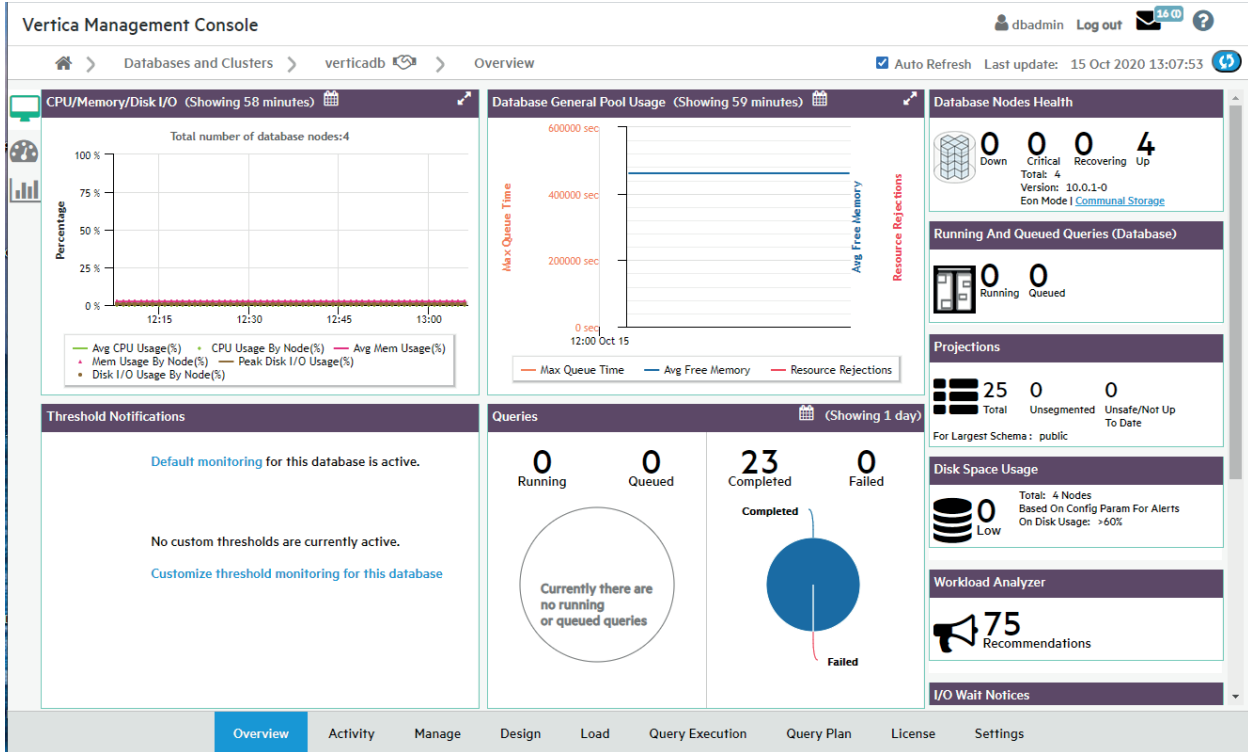 Vertica Management Console
dbadmin Log out 16
Databases and Clusters verticadb Overview
Auto Refresh Last update: 15 Oct 2020 13:07:53
CPU/Memory/Disk I/O (Showing 58 minutes)
Total number of database nodes:4
100 %
75 %
50 %
25 %
0 %
Percentage
12:15 12:30 12:45 13:00
Avg CPU Usage(%) CPU Usage By Node(%) Avg Mem Usage(%)
Mem Usage By Node(%) Peak Disk I/O Usage(%)
Disk I/O Usage By Node(%)
Database General Pool Usage (Showing 59 minutes)
600000 sec
400000 sec
200000 sec
0 sec
Max Queue Time
Avg Free Memory
Resource Rejections
12:00 Oct 15
Max Queue Time Avg Free Memory Resource Rejections
Database Nodes Health
0 0 0 4
Down Critical Recovering Up
Total: 4
Version: 10.0.1-0
Eon Mode | Communal Storage
Running And Queued Queries (Database)
0 0
Running Queued
Projections
25 0 0
Total Unsegmented Unsafe/Not Up
To Date
For Largest Schema : public
Threshold Notifications
Default monitoring for this database is active.
No custom thresholds are currently active.
Customize threshold monitoring for this database
Queries (Showing 1 day)
0 0 23 0
Running Queued Completed Failed
Currently there are
no running
or queued queries
Completed
Failed
Disk Space Usage
0
Low
Total: 4 Nodes
Based On Config Param For Alerts
On Disk Usage: >60%
Workload Analyzer
75
Recommendations
I/O Wait Notices
Overview Activity Manage Design Load Query Execution Query Plan License Settings